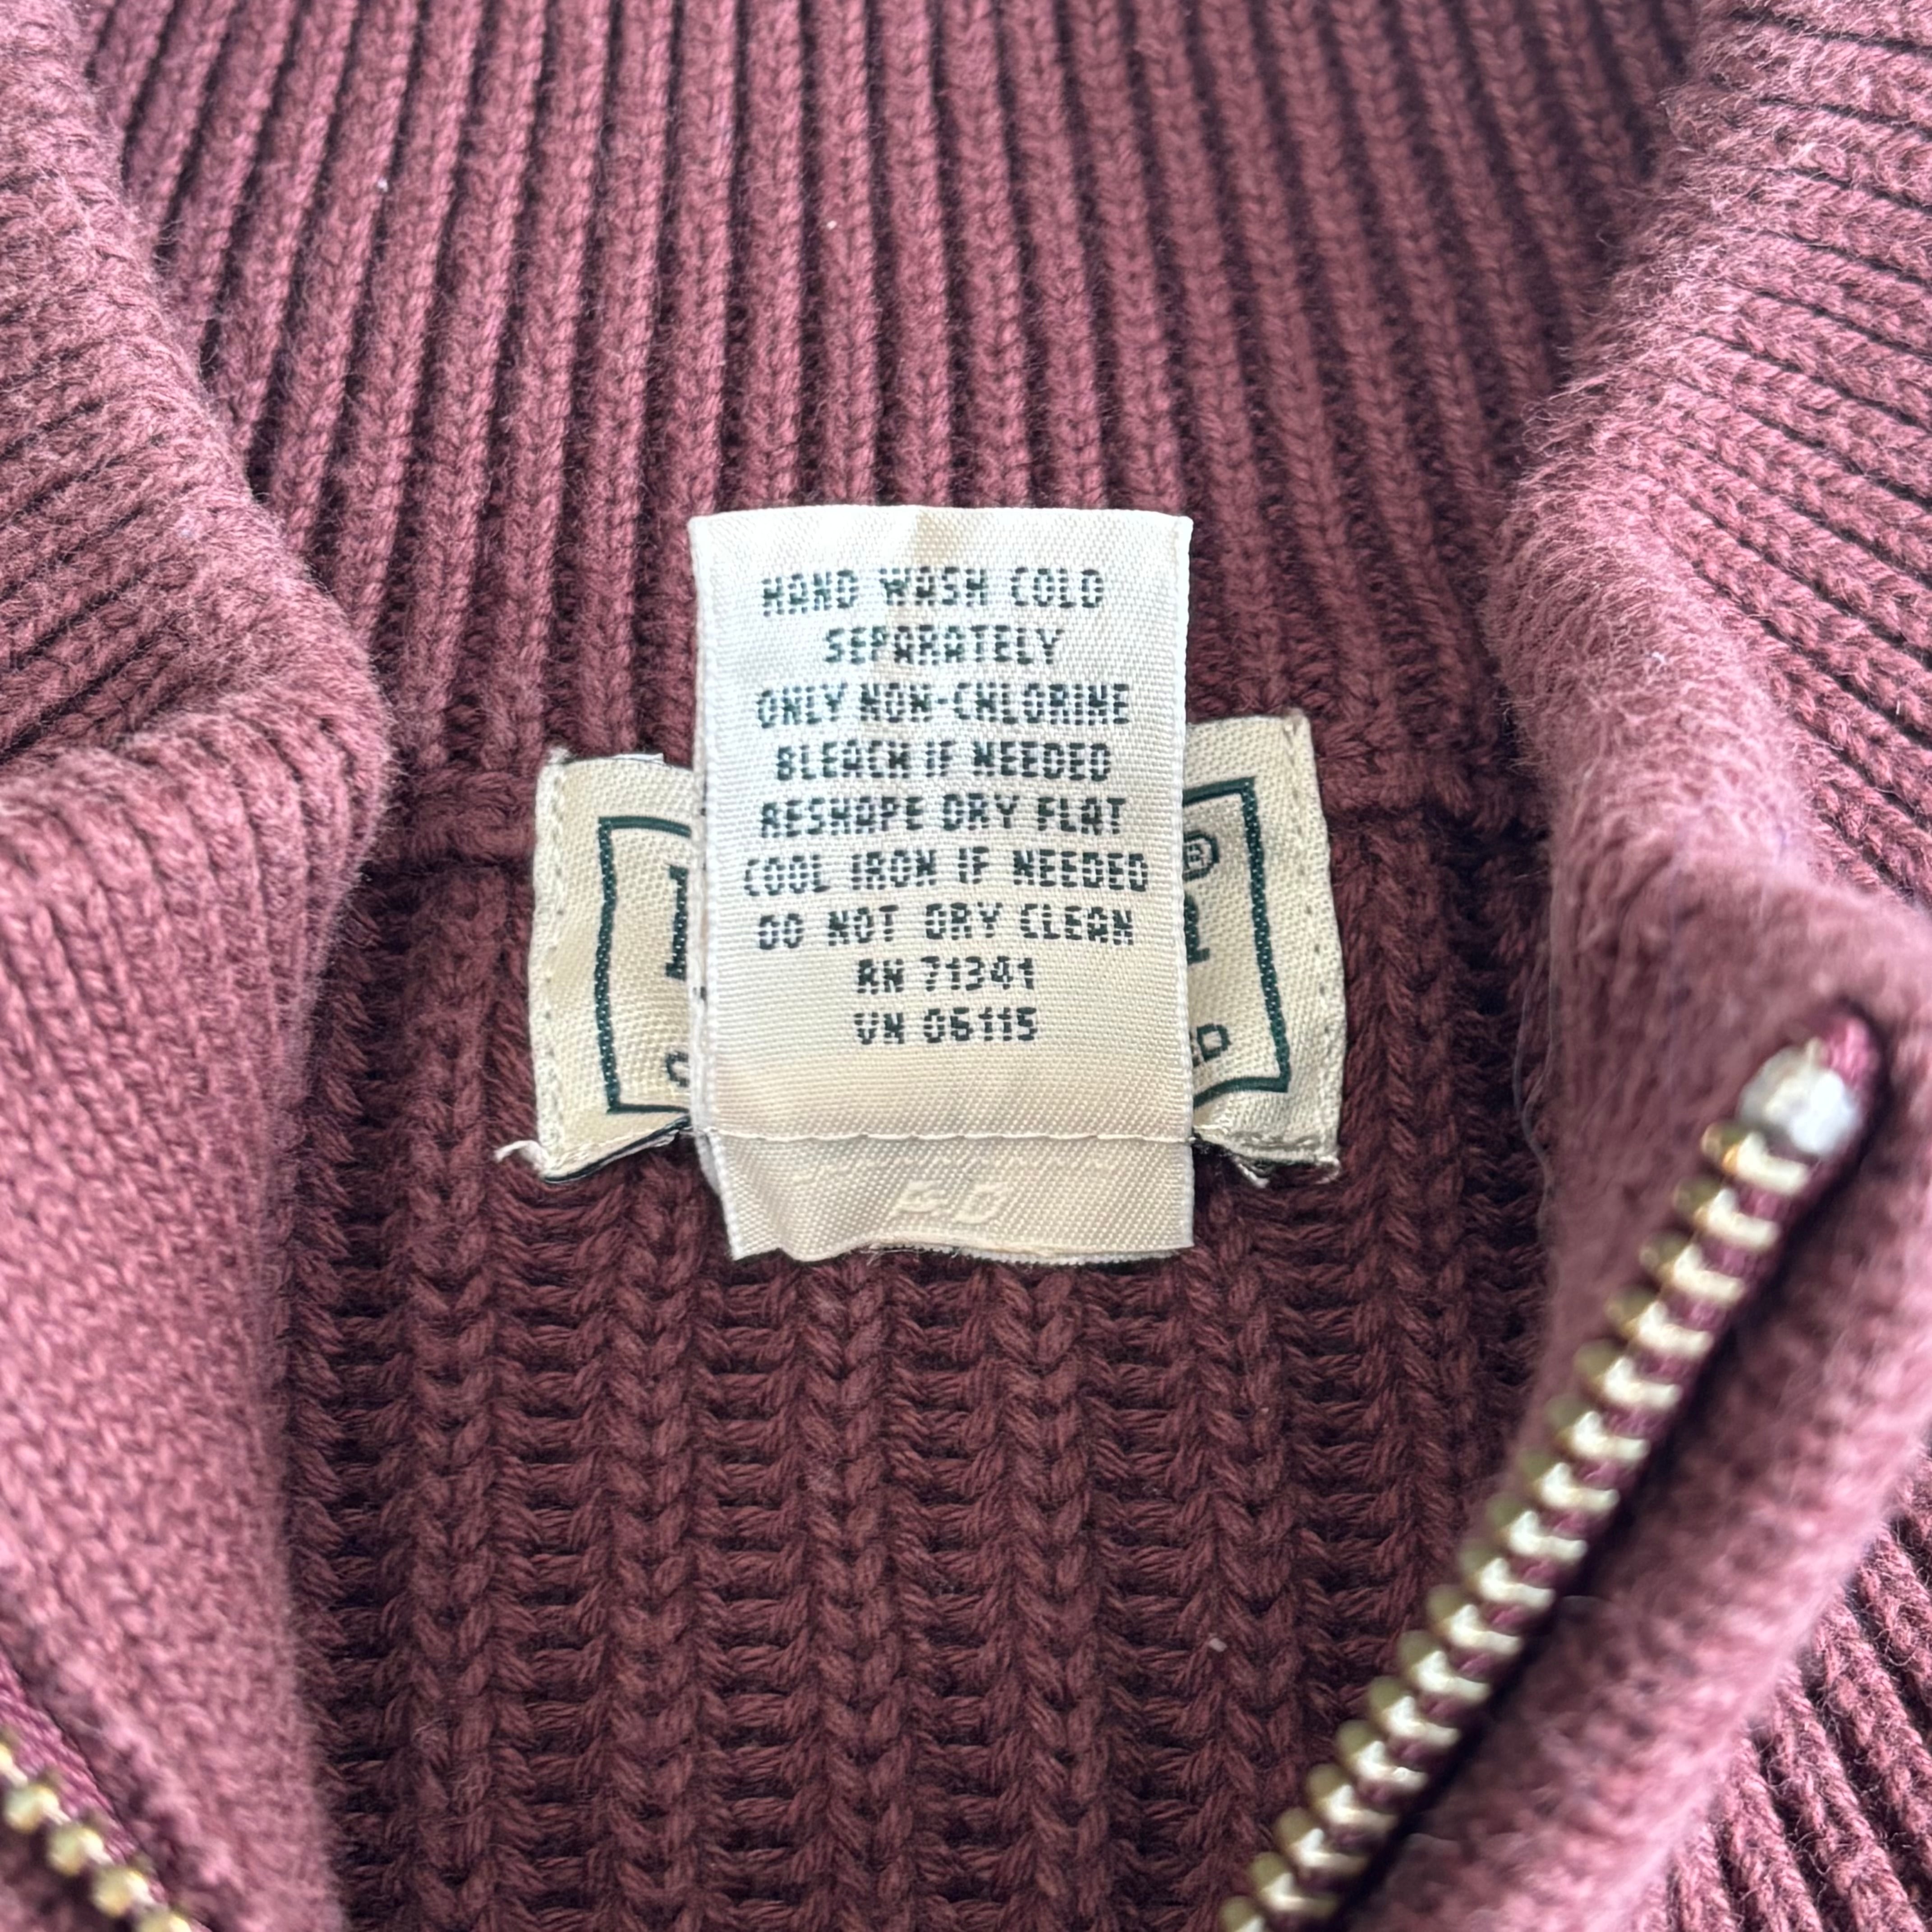 HAND WASH COLD
SEPARATELY
ONLY NON-CHLORINE
BLEACH IF NEEDED
RESHAPE DRY FLAT
COOL IRON IF NEEDED
DO NOT DRY CLEAN
RN 71341
VN 06115
®